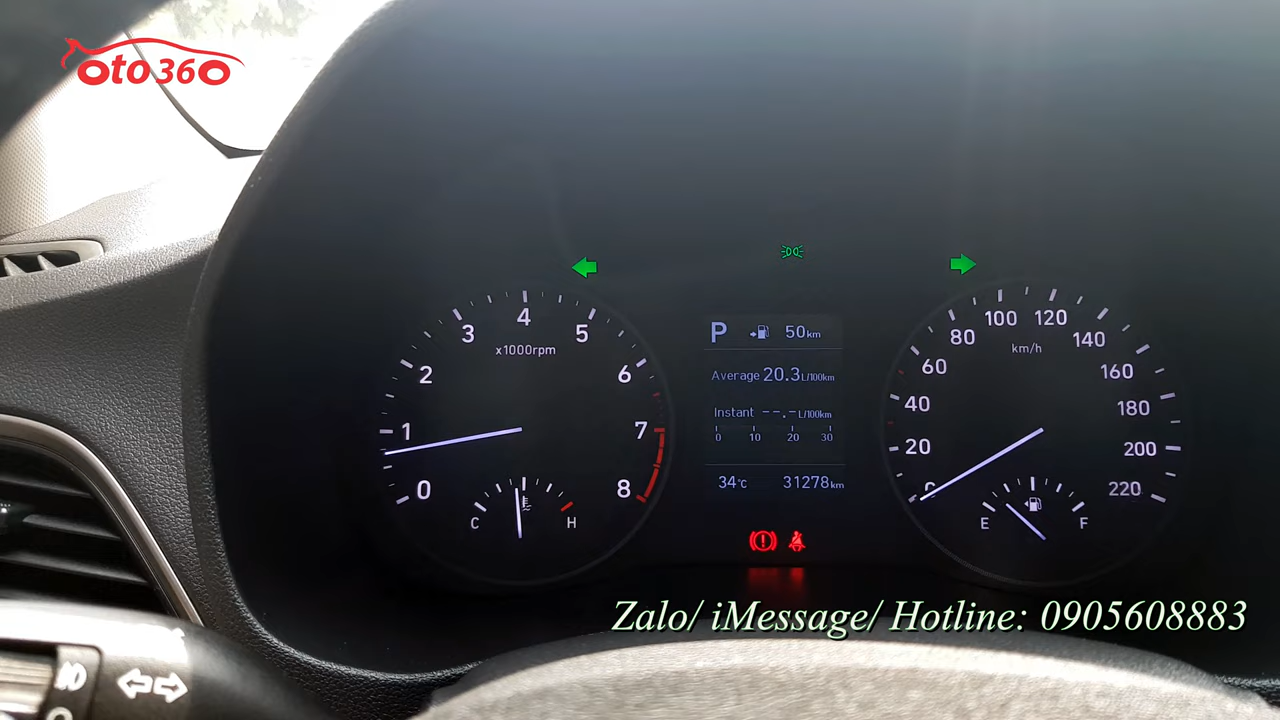 oto360
50km
P
Average 20.3L/100km
Instant --.-L/100km
0 10 20 30
34°C 31278km
0 1 2 3 4 5 6 7 8
x1000rpm
C H
0 20 40 60 80 100 120 140 160 180 200 220
km/h
E F
Zalo/ iMessage/ Hotline: 0905608883